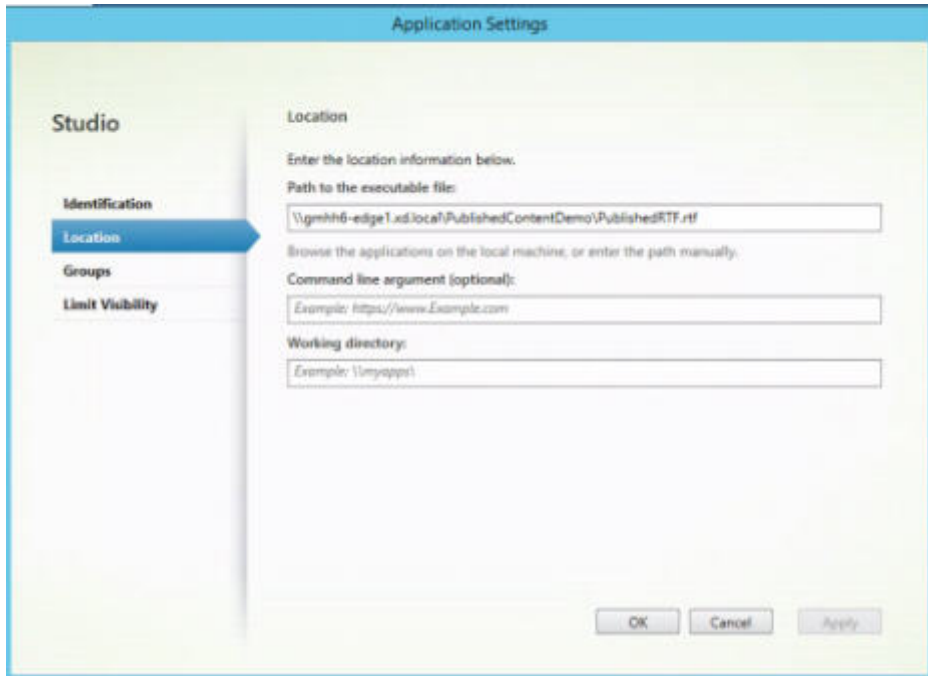 Application Settings
Studio
Identification
Location
Groups
Limit Visibility
Location
Enter the location information below.
Path to the executable file:
\\grnhh6-edge1.xd.local\PublishedContentDemo\PublishedRTF.rtf
Browse the applications on the local machine, or enter the path manually.
Command line argument (optional):
Example: https://www.Example.com
Working directory:
Example: \\myapps\
OK
Cancel
Apply